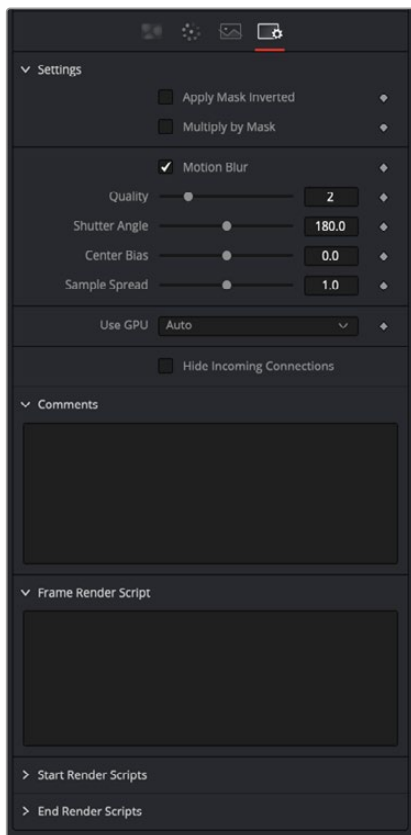 Settings
Apply Mask Inverted
Multiply by Mask
Motion Blur
Quality 2
Shutter Angle 180.0
Center Bias 0.0
Sample Spread 1.0
Use GPU Auto
Hide Incoming Connections
Comments
Frame Render Script
Start Render Scripts
End Render Scripts